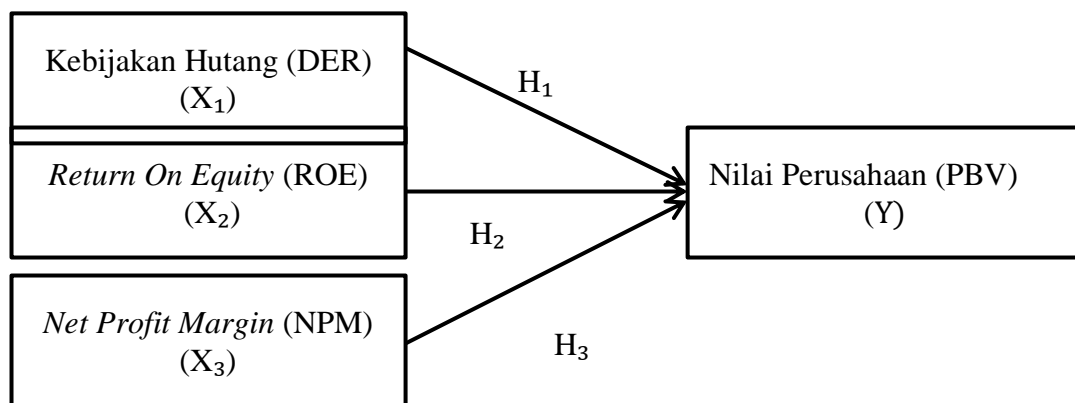 Kebijakan Hutang (DER)
(X₁)
H₁
Return On Equity (ROE)
(X₂)
H₂
Nilai Perusahaan (PBV)
(Y)
Net Profit Margin (NPM)
(X₃)
H₃